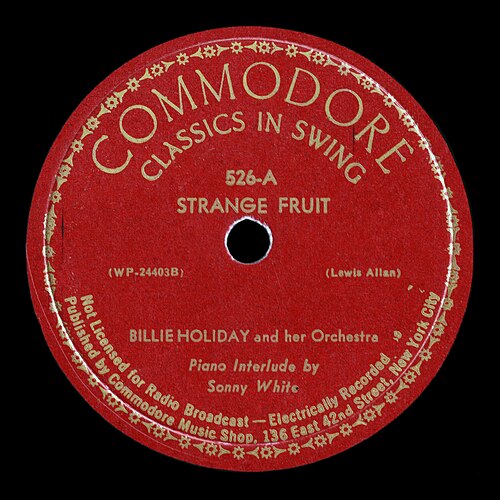 COMMODORE
CLASSICS IN SWING
526-A
STRANGE FRUIT
(WP-24403B)
(Lewis Allan)
BILLIE HOLIDAY and her Orchestra
Piano Interlude by
Sonny White
Not Licensed for Radio Broadcast — Electrically Recorded
Published by Commodore Music Shop, 136 East 42nd Street, New York City